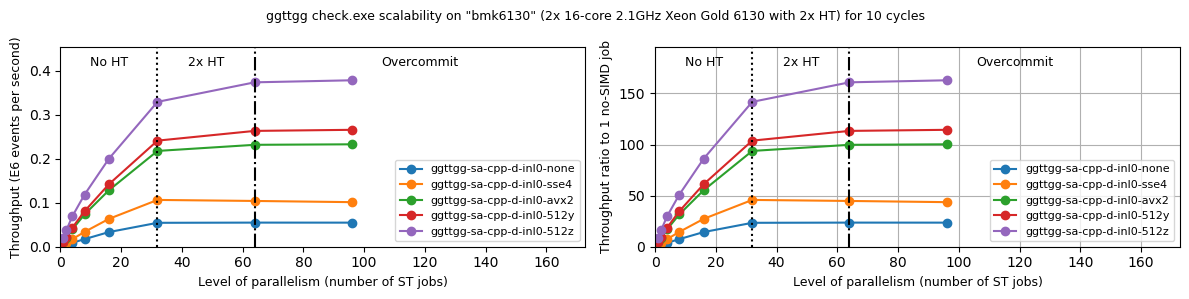 ggttgg check.exe scalability on "bmk6130" (2x 16-core 2.1GHz Xeon Gold 6130 with 2x HT) for 10 cycles
Throughput (E6 events per second)
0.4
0.3
0.2
0.1
0.0
No HT
2x HT
Overcommit
ggttgg-sa-cpp-d-inl0-none
ggttgg-sa-cpp-d-inl0-sse4
ggttgg-sa-cpp-d-inl0-avx2
ggttgg-sa-cpp-d-inl0-512y
ggttgg-sa-cpp-d-inl0-512z
0 20 40 60 80 100 120 140 160
Level of parallelism (number of ST jobs)
Throughput ratio to 1 no-SIMD job
150
100
50
0
No HT
2x HT
Overcommit
ggttgg-sa-cpp-d-inl0-none
ggttgg-sa-cpp-d-inl0-sse4
ggttgg-sa-cpp-d-inl0-avx2
ggttgg-sa-cpp-d-inl0-512y
ggttgg-sa-cpp-d-inl0-512z
0 20 40 60 80 100 120 140 160
Level of parallelism (number of ST jobs)